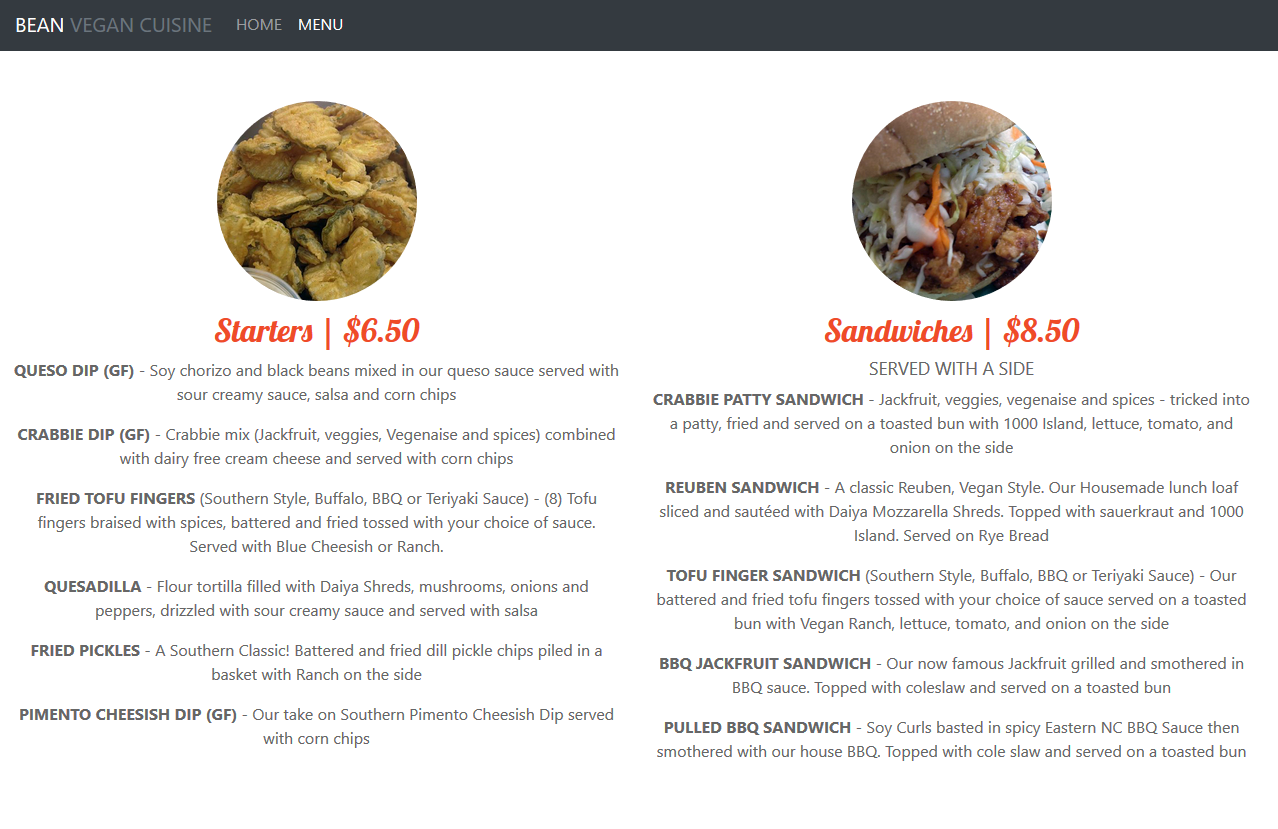 BEAN VEGAN CUISINE HOME MENU
Starters | $6.50
QUESO DIP (GF) - Soy chorizo and black beans mixed in our queso sauce served with
sour creamy sauce, salsa and corn chips
CRABBIE DIP (GF) - Crabbie mix (Jackfruit, veggies, Vegenaise and spices) combined
with dairy free cream cheese and served with corn chips
FRIED TOFU FINGERS (Southern Style, Buffalo, BBQ or Teriyaki Sauce) - (8) Tofu
fingers braised with spices, battered and fried tossed with your choice of sauce.
Served with Blue Cheesish or Ranch.
QUESADILLA - Flour tortilla filled with Daiya Shreds, mushrooms, onions and
peppers, drizzled with sour creamy sauce and served with salsa
FRIED PICKLES - A Southern Classic! Battered and fried dill pickle chips piled in a
basket with Ranch on the side
PIMENTO CHEESISH DIP (GF) - Our take on Southern Pimento Cheesish Dip served
with corn chips
Sandwiches | $8.50
SERVED WITH A SIDE
CRABBIE PATTY SANDWICH - Jackfruit, veggies, vegenaise and spices - tricked into
a patty, fried and served on a toasted bun with 1000 Island, lettuce, tomato, and
onion on the side
REUBEN SANDWICH - A classic Reuben, Vegan Style. Our Housemade lunch loaf
sliced and sautéed with Daiya Mozzarella Shreds. Topped with sauerkraut and 1000
Island. Served on Rye Bread
TOFU FINGER SANDWICH (Southern Style, Buffalo, BBQ or Teriyaki Sauce) - Our
battered and fried tofu fingers tossed with your choice of sauce served on a toasted
bun with Vegan Ranch, lettuce, tomato, and onion on the side
BBQ JACKFRUIT SANDWICH - Our now famous Jackfruit grilled and smothered in
BBQ sauce. Topped with coleslaw and served on a toasted bun
PULLED BBQ SANDWICH - Soy Curls basted in spicy Eastern NC BBQ Sauce then
smothered with our house BBQ. Topped with cole slaw and served on a toasted bun